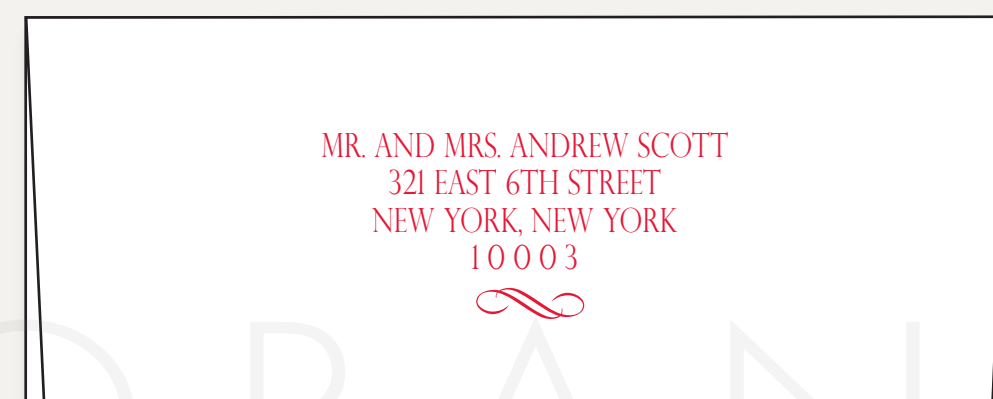 MR. AND MRS. ANDREW SCOTT
321 EAST 6TH STREET
NEW YORK, NEW YORK
10003